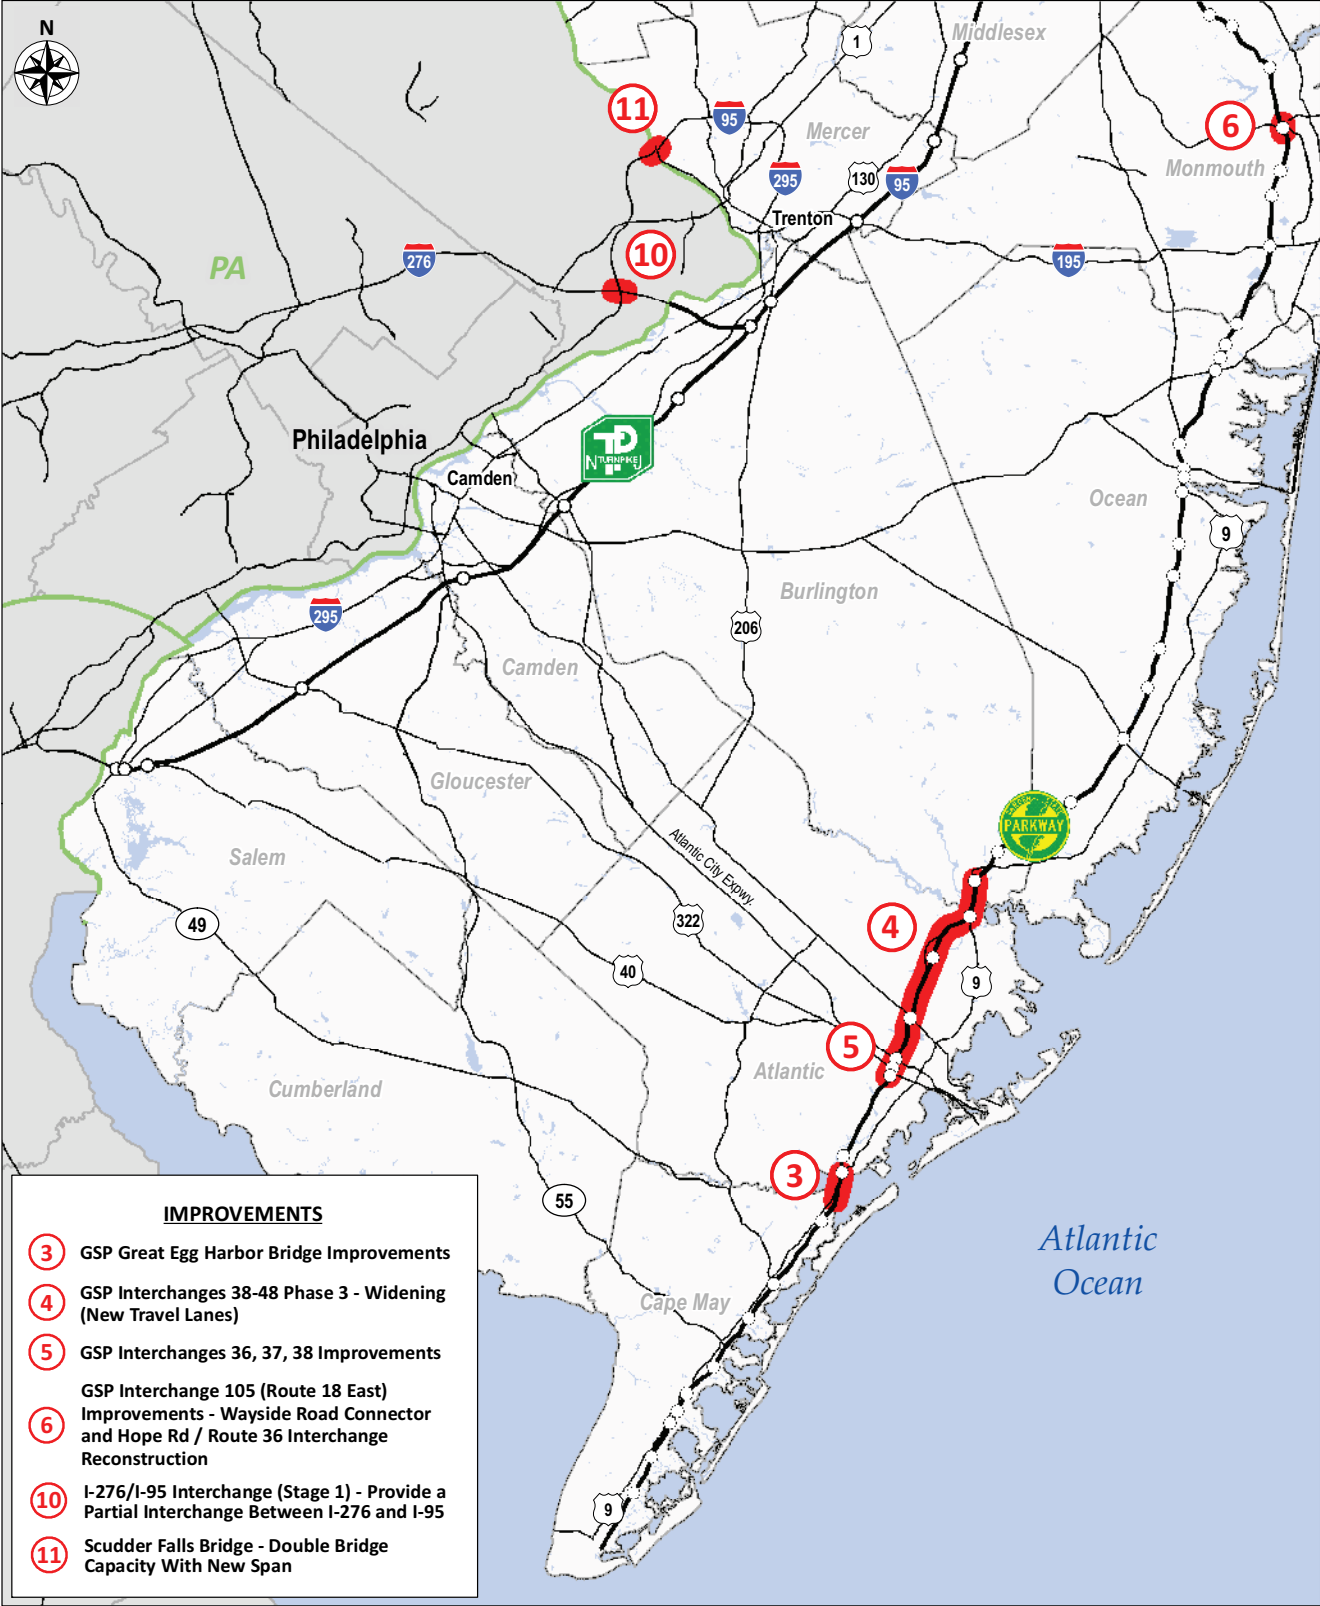 N
Middlesex
1
11
95
Mercer
6
Monmouth
295
130
95
Trenton
10
276
PA
195
Philadelphia
TP
N TURNPIKE J
Camden
Ocean
9
Burlington
295
206
Camden
Gloucester
PARKWAY
Atlantic City Expwy.
Salem
49
322
4
40
9
5
Atlantic
Cumberland
3
55
Atlantic
Ocean
Cape May
9
IMPROVEMENTS
3 GSP Great Egg Harbor Bridge Improvements
4 GSP Interchanges 38-48 Phase 3 - Widening
(New Travel Lanes)
5 GSP Interchanges 36, 37, 38 Improvements
GSP Interchange 105 (Route 18 East)
6 Improvements - Wayside Road Connector
and Hope Rd / Route 36 Interchange
Reconstruction
10 I-276/I-95 Interchange (Stage 1) - Provide a
Partial Interchange Between I-276 and I-95
11 Scudder Falls Bridge - Double Bridge
Capacity With New Span